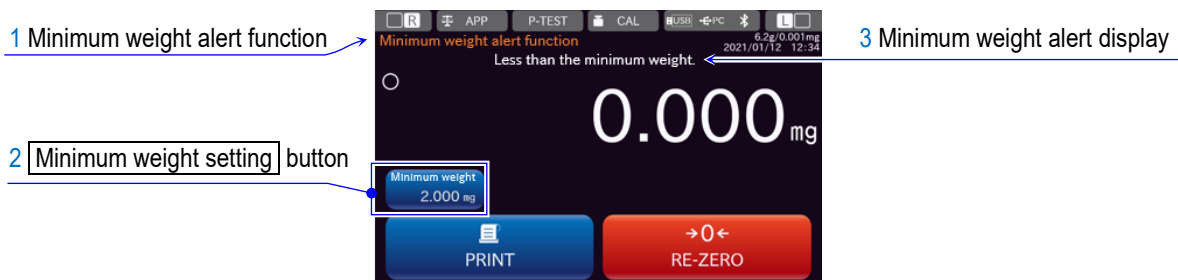 R APP P-TEST CAL USB PC L
1 Minimum weight alert function
Minimum weight alert function
6.2g/0.001mg
2021/01/12 12:34
3 Minimum weight alert display
Less than the minimum weight.
0.000 mg
2 Minimum weight setting button
Minimum weight
2.000 mg
PRINT
→0←
RE-ZERO